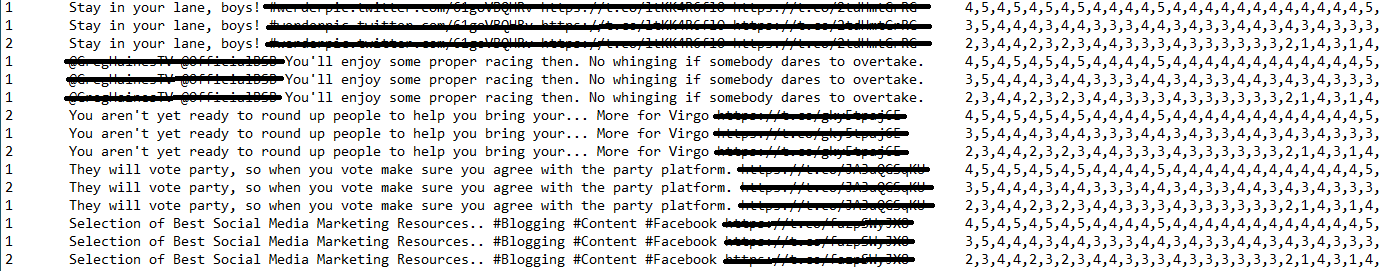 1 Stay in your lane, boys! 4,5,4,5,4,5,4,5,4,4,4,4,5,4,4,4,4,4,4,4,4,4,4,4,4,5,
1 Stay in your lane, boys! 3,5,4,4,4,3,4,3,4,4,3,3,3,4,3,4,4,4,4,3,4,3,4,3,3,3,
2 Stay in your lane, boys! 2,3,4,4,2,3,2,3,4,4,3,3,3,4,3,3,3,3,3,3,2,1,4,3,1,4,
1 You'll enjoy some proper racing then. No whinging if somebody dares to overtake. 4,5,4,5,4,5,4,5,4,4,4,4,5,4,4,4,4,4,4,4,4,4,4,4,4,5,
1 You'll enjoy some proper racing then. No whinging if somebody dares to overtake. 3,5,4,4,4,3,4,3,4,4,3,3,3,4,3,4,4,4,4,3,4,3,4,3,3,3,
1 You'll enjoy some proper racing then. No whinging if somebody dares to overtake. 2,3,4,4,2,3,2,3,4,4,3,3,3,4,3,3,3,3,3,3,2,1,4,3,1,4,
2 You aren't yet ready to round up people to help you bring your... More for Virgo 4,5,4,5,4,5,4,5,4,4,4,4,5,4,4,4,4,4,4,4,4,4,4,4,4,5,
1 You aren't yet ready to round up people to help you bring your... More for Virgo 3,5,4,4,4,3,4,3,4,4,3,3,3,4,3,4,4,4,4,3,4,3,4,3,3,3,
2 You aren't yet ready to round up people to help you bring your... More for Virgo 2,3,4,4,2,3,2,3,4,4,3,3,3,4,3,3,3,3,3,3,2,1,4,3,1,4,
1 They will vote party, so when you vote make sure you agree with the party platform. 4,5,4,5,4,5,4,5,4,4,4,4,5,4,4,4,4,4,4,4,4,4,4,4,4,5,
2 They will vote party, so when you vote make sure you agree with the party platform. 3,5,4,4,4,3,4,3,4,4,3,3,3,4,3,4,4,4,4,3,4,3,4,3,3,3,
1 They will vote party, so when you vote make sure you agree with the party platform. 2,3,4,4,2,3,2,3,4,4,3,3,3,4,3,3,3,3,3,3,2,1,4,3,1,4,
1 Selection of Best Social Media Marketing Resources.. #Blogging #Content #Facebook 4,5,4,5,4,5,4,5,4,4,4,4,5,4,4,4,4,4,4,4,4,4,4,4,4,5,
1 Selection of Best Social Media Marketing Resources.. #Blogging #Content #Facebook 3,5,4,4,4,3,4,3,4,4,3,3,3,4,3,4,4,4,4,3,4,3,4,3,3,3,
2 Selection of Best Social Media Marketing Resources.. #Blogging #Content #Facebook 2,3,4,4,2,3,2,3,4,4,3,3,3,4,3,3,3,3,3,3,2,1,4,3,1,4,